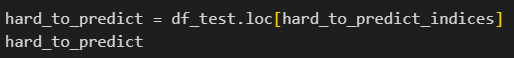 hard_to_predict = df_test.loc[hard_to_predict_indices]
hard_to_predict